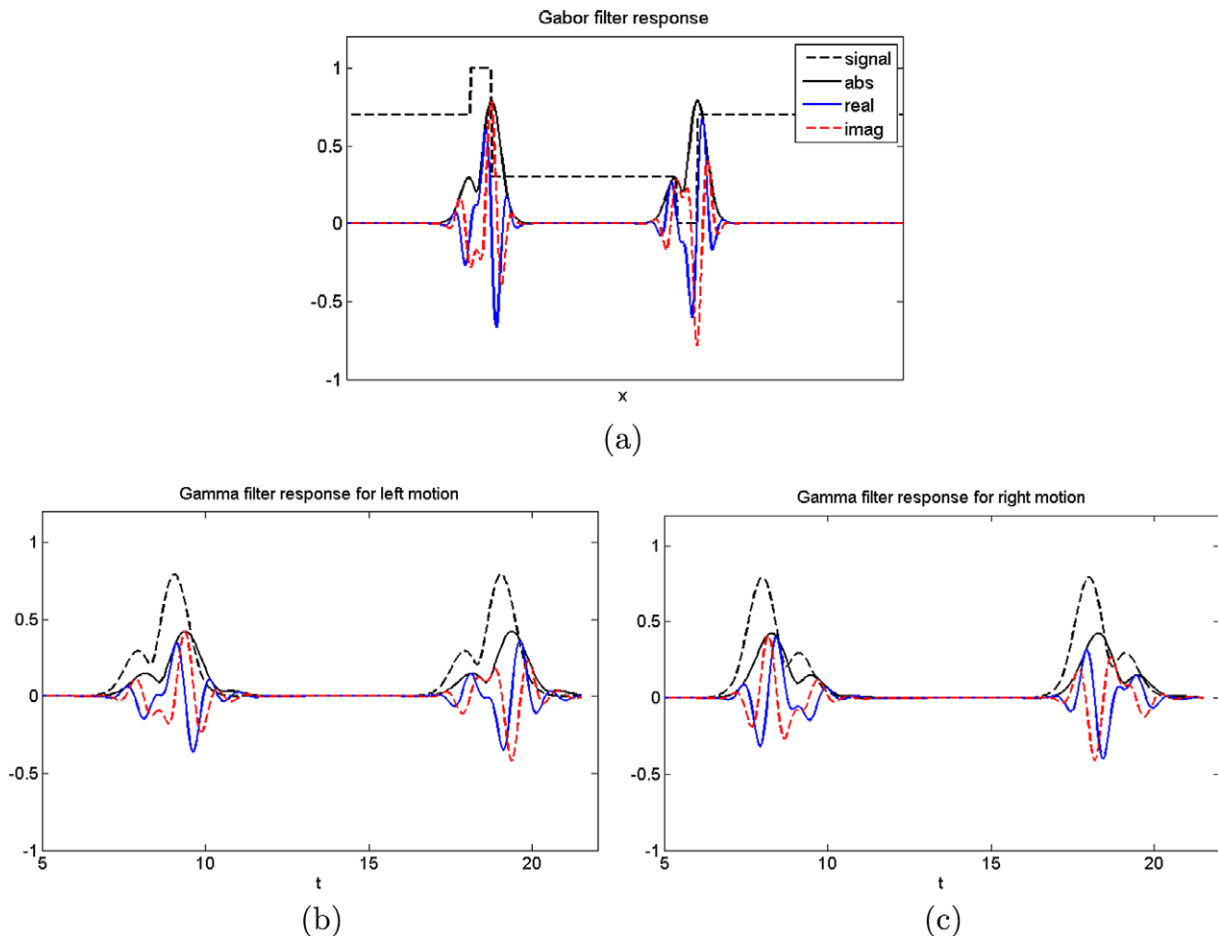 Gabor filter response
1
0.5
0
-0.5
-1
signal
abs
real
imag
x
(a)
Gamma filter response for left motion
1
0.5
0
-0.5
-1
5
10
15
20
t
(b)
Gamma filter response for right motion
1
0.5
0
-0.5
-1
5
10
15
20
t
(c)